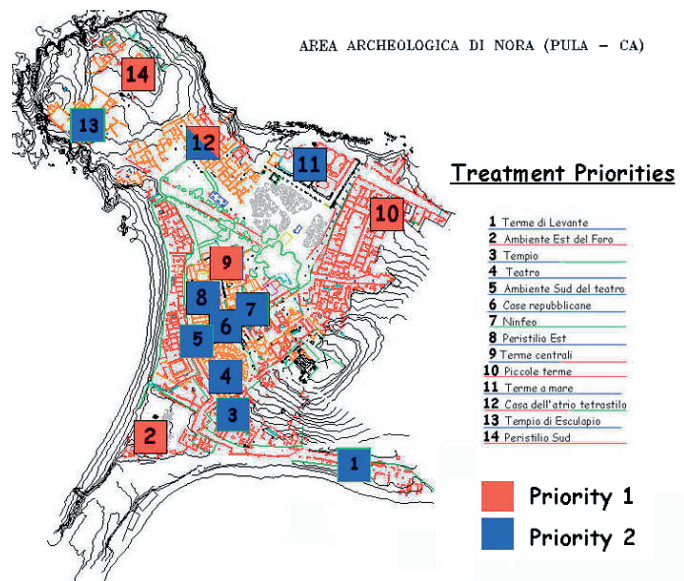 AREA ARCHEOLOGICA DI NORA (PULA - CA)
14
13
12
11
10
9
8
7
6
5
4
3
2
1
Treatment Priorities
1 Terme di Levante
2 Ambiente Est del Foro
3 Tempio
4 Teatro
5 Ambiente Sud del teatro
6 Case repubblicane
7 Ninfeo
8 Peristilio Est
9 Terme centrali
10 Piccole terme
11 Terme a mare
12 Casa dell'atrio tetrastilo
13 Tempio di Esculapio
14 Peristilio Sud
Priority 1
Priority 2